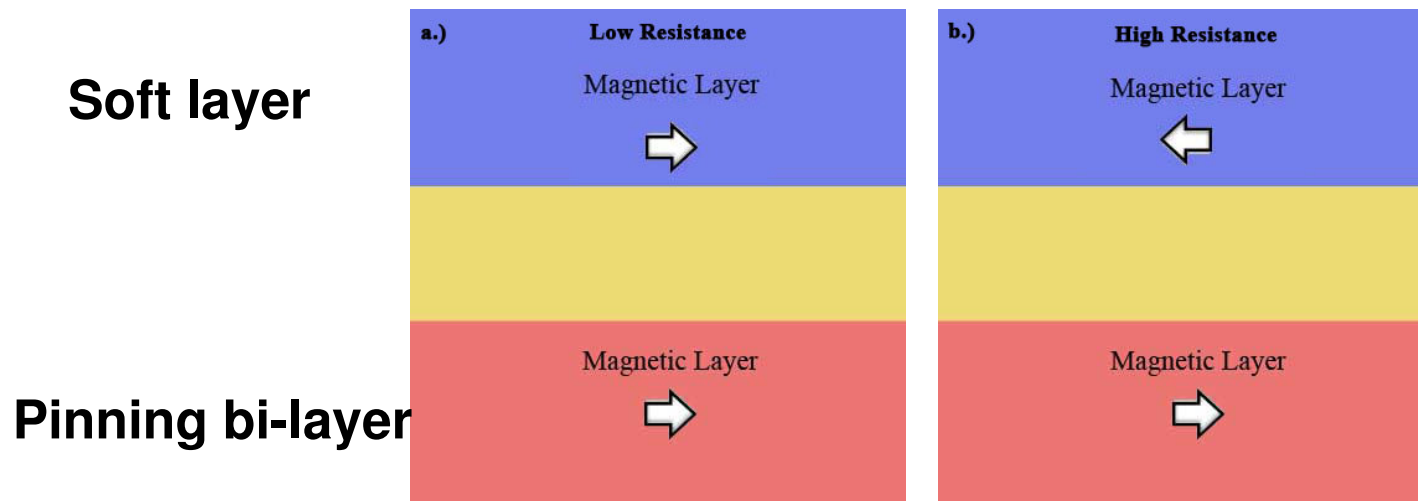 Soft layer
Pinning bi-layer
a.)
Low Resistance
Magnetic Layer
Magnetic Layer
b.)
High Resistance
Magnetic Layer
Magnetic Layer